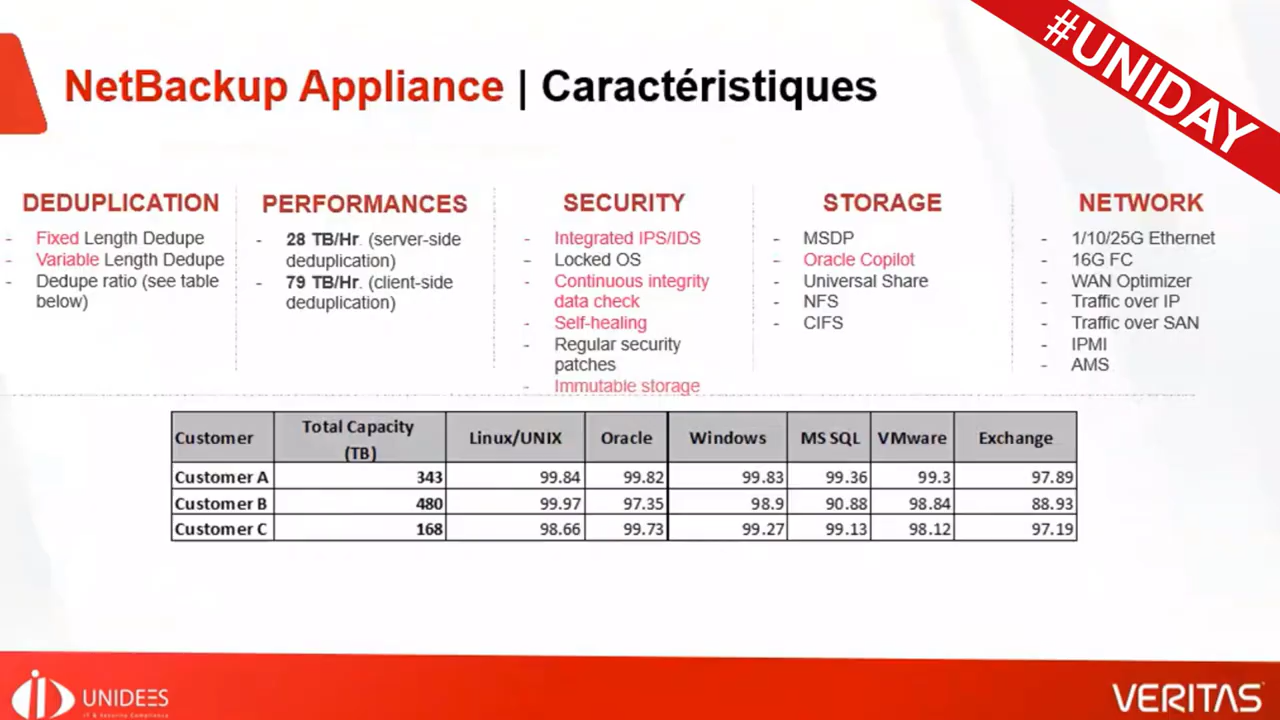 #UNIDAY
NetBackup Appliance | Caractéristiques
DEDUPLICATION
- Fixed Length Dedupe
- Variable Length Dedupe
- Dedupe ratio (see table
below)
PERFORMANCES
- 28 TB/Hr. (server-side
deduplication)
- 79 TB/Hr. (client-side
deduplication)
SECURITY
- Integrated IPS/IDS
- Locked OS
- Continuous integrity
data check
- Self-healing
- Regular security
patches
- Immutable storage
STORAGE
- MSDP
- Oracle Copilot
- Universal Share
- NFS
- CIFS
NETWORK
- 1/10/25G Ethernet
- 16G FC
- WAN Optimizer
- Traffic over IP
- Traffic over SAN
- IPMI
- AMS
Customer Total Capacity (TB) Linux/UNIX Oracle Windows MS SQL VMware Exchange
Customer A 343 99.84 99.82 99.83 99.36 99.3 97.89
Customer B 480 99.97 97.35 98.9 90.88 98.84 88.93
Customer C 168 98.66 99.73 99.27 99.13 98.12 97.19
UNIDEES
IT & Security Compliance
VERITAS